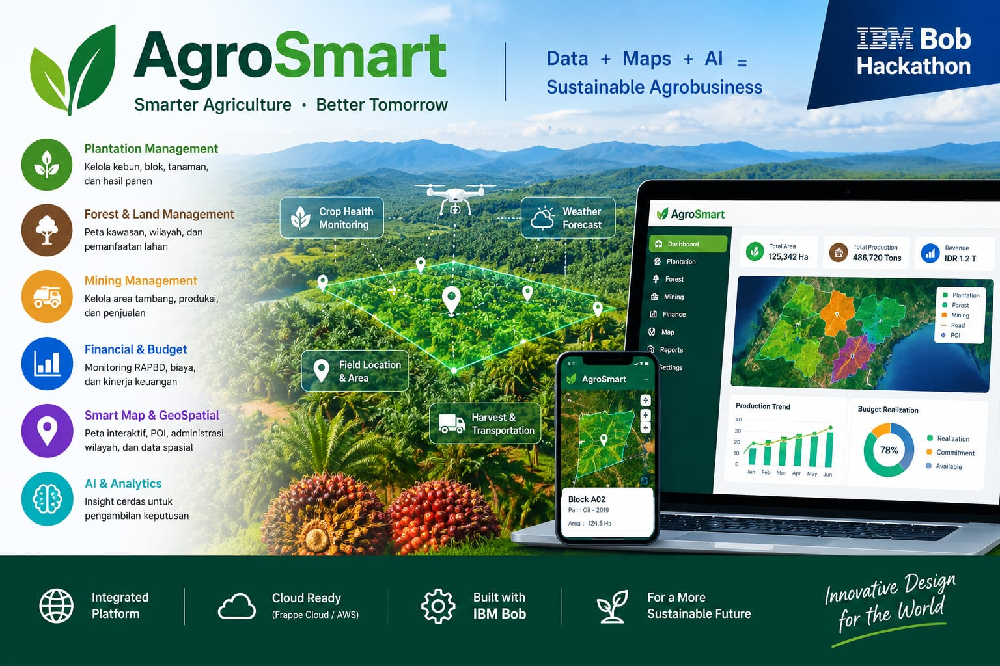 AgroSmart
Smarter Agriculture • Better Tomorrow
Data + Maps + AI =
Sustainable Agrobusiness
IBM Bob
Hackathon
Plantation Management
Kelola kebun, blok, tanaman,
dan hasil panen
Forest & Land Management
Peta kawasan, wilayah, dan
pemanfaatan lahan
Mining Management
Kelola area tambang, produksi,
dan penjualan
Financial & Budget
Monitoring RAPBD, biaya,
dan kinerja keuangan
Smart Map & GeoSpatial
Peta interaktif, POI, administrasi
wilayah, dan data spasial
AI & Analytics
Insight cerdas untuk
pengambilan keputusan
Crop Health
Monitoring
Weather
Forecast
Field Location
& Area
Harvest &
Transportation
AgroSmart
Dashboard
Plantation
Forest
Mining
Finance
Map
Reports
Settings
Total Area
125,342 Ha
Total Production
486,720 Tons
Revenue
IDR 1.2 T
Plantation
Forest
Mining
Road
POI
Production Trend
40
30
20
10
0
Jan Feb Mar Apr May Jun
Budget Realization
78%
Realization
Commitment
Available
AgroSmart
Block A02
Palm Oil – 2019
Area : 124.5 Ha
Integrated
Platform
Cloud Ready
(Frappe Cloud / AWS)
Built with
IBM Bob
For a More
Sustainable Future
Innovative Design
for the World